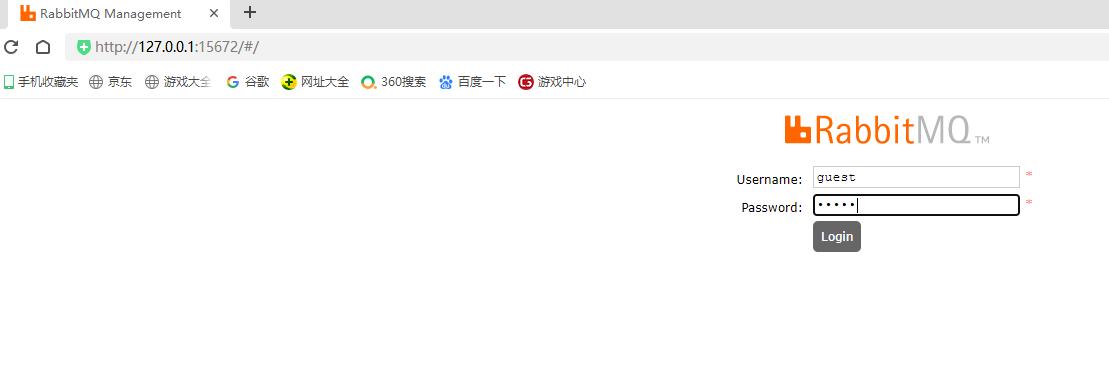 RabbitMQ Management
http://127.0.0.1:15672/#/
手机收藏夹 京东 游戏大全 谷歌 网址大全 360搜索 百度一下 游戏中心
RabbitMQ TM
Username: guest *
Password: ••••• *
Login